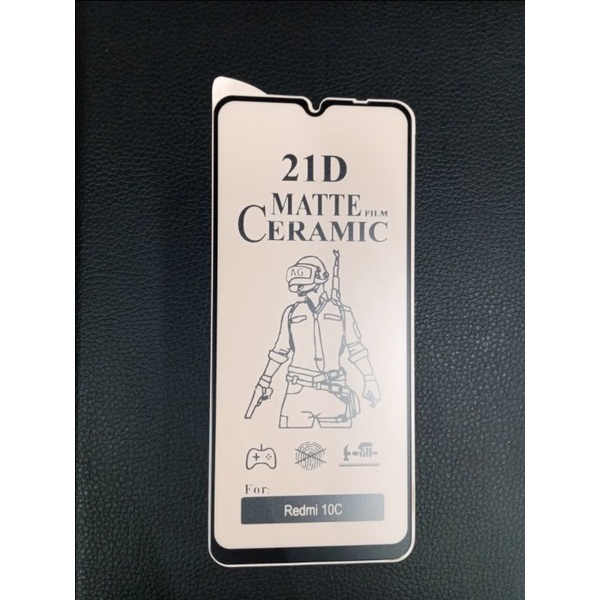 21D
MATTE FILM
CERAMIC
AG
For:
Redmi 10C